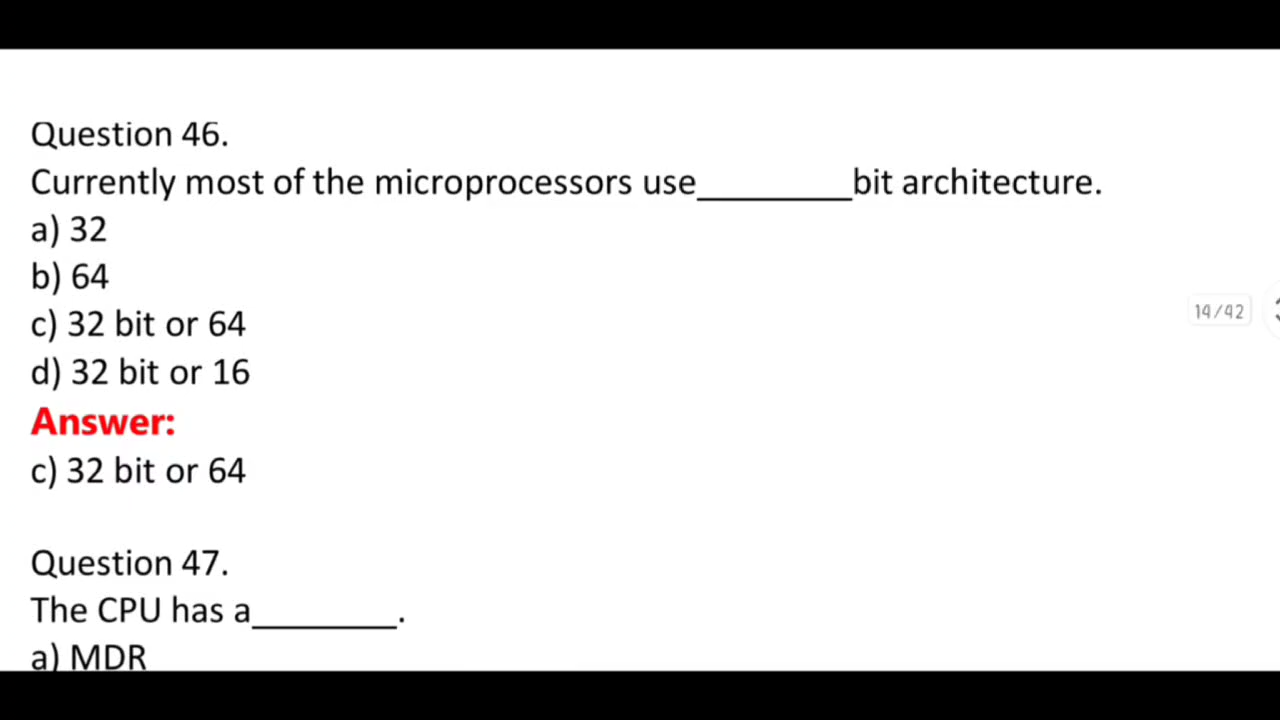 Question 46.
Currently most of the microprocessors use________bit architecture.
a) 32
b) 64
c) 32 bit or 64
d) 32 bit or 16
14/42
Answer:
c) 32 bit or 64
Question 47.
The CPU has a________.
a) MDR